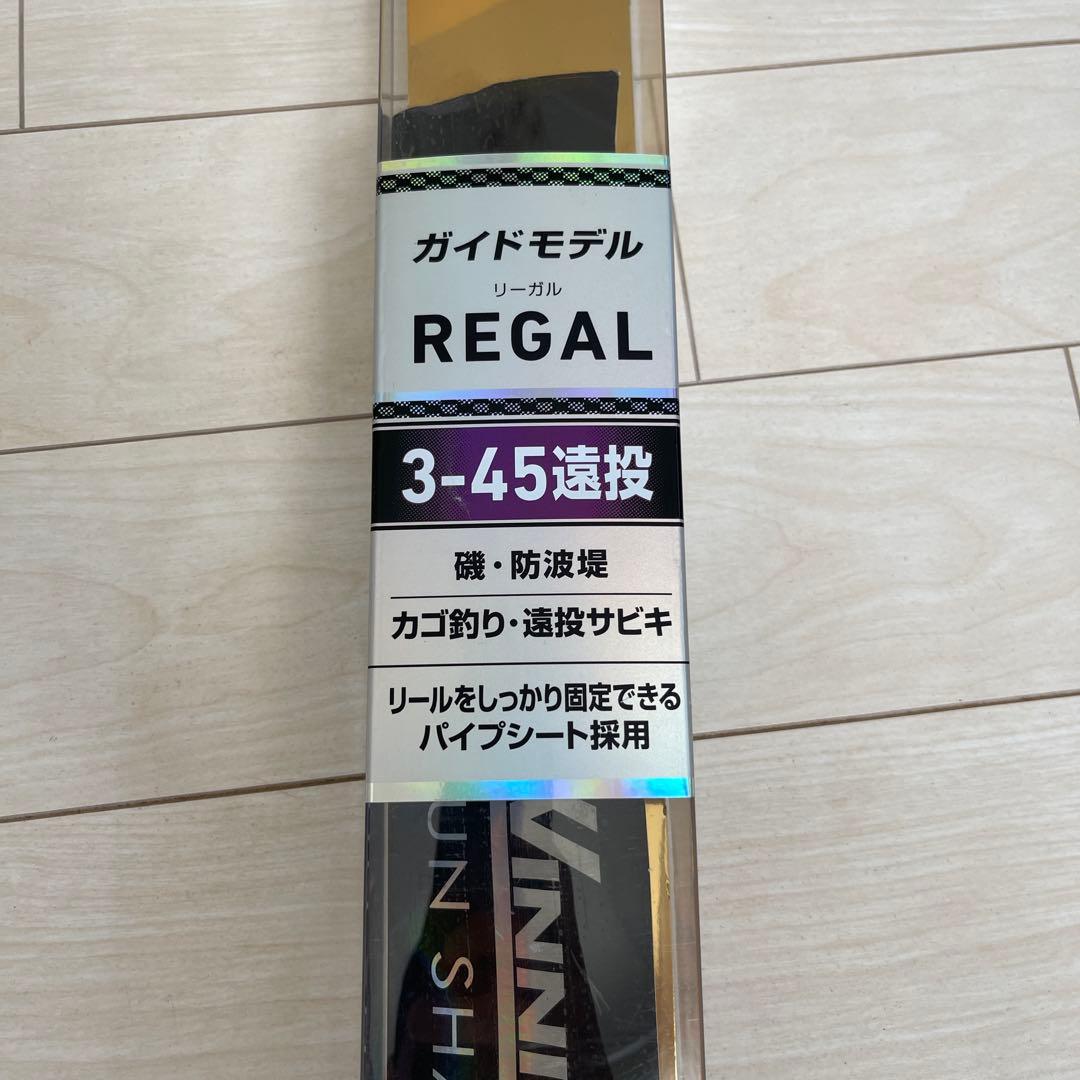 ガイドモデル
リーガル
REGAL
3-45遠投
磯・防波堤
カゴ釣り・遠投サビキ
リールをしっかり固定できる
パイプシート採用